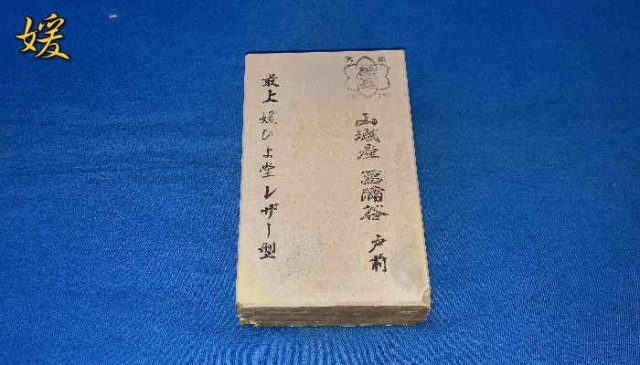 媛
山城産 菖蒲谷 戸前
最上 媛ひよ堂 レザー型